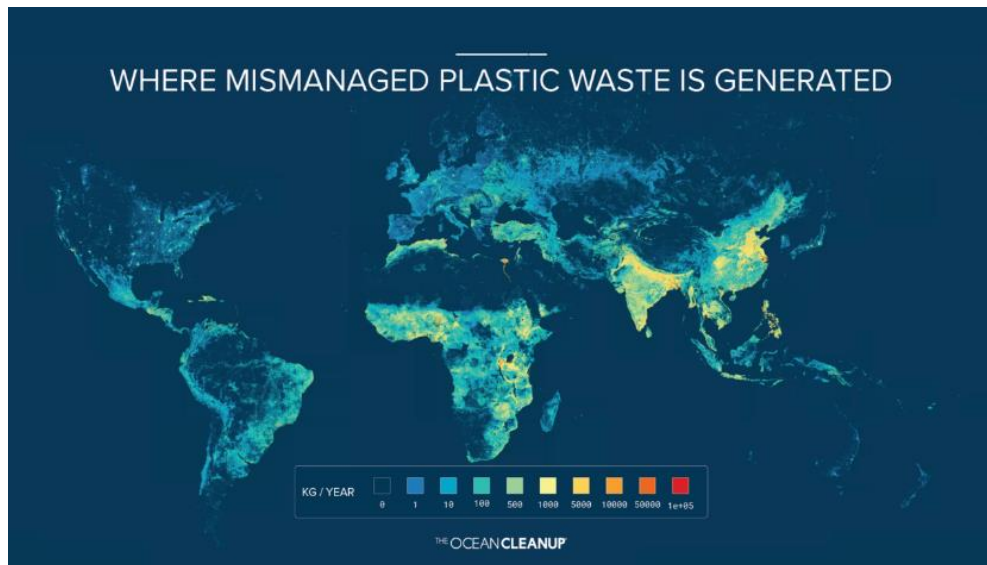 WHERE MISMANAGED PLASTIC WASTE IS GENERATED
KG / YEAR
0 1 10 100 500 1000 5000 10000 50000 1e+05
THE OCEAN CLEANUP